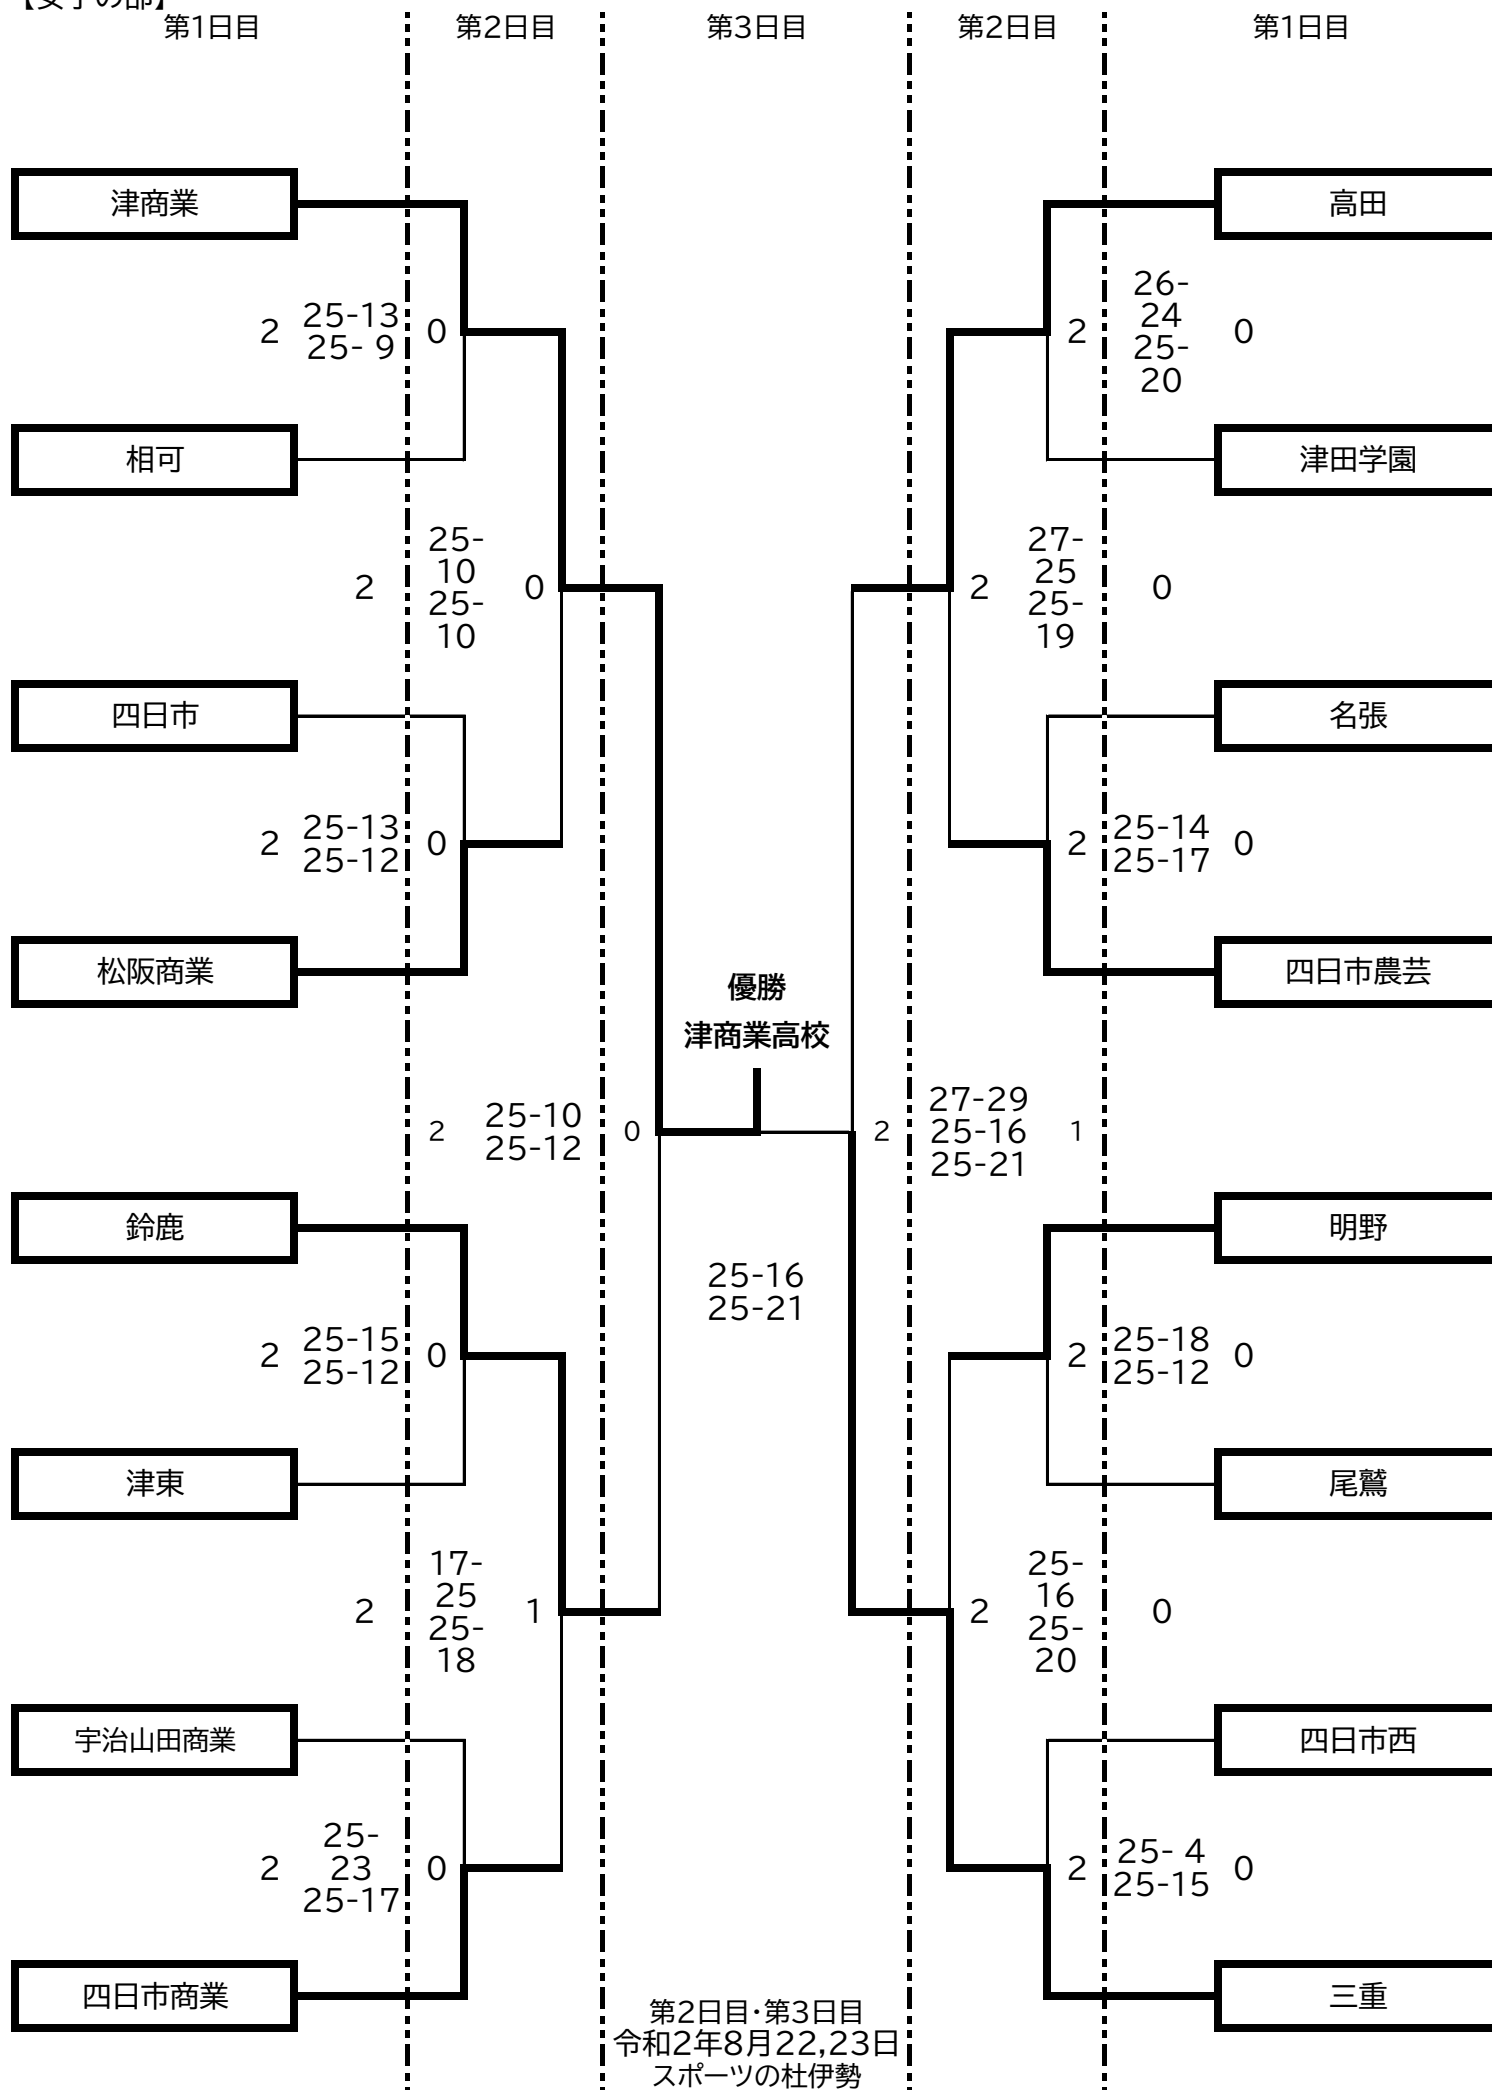 第1日目
第2日目
第3日目
第2日目
第1日目
津商業
高田
2
25-13
25- 9
0
2
26-
24
25-
20
0
相可
津田学園
2
25-
10
25-
10
0
2
27-
25
25-
19
0
四日市
名張
2
25-13
25-12
0
2
25-14
25-17
0
松阪商業
四日市農芸
優勝
津商業高校
2
25-10
25-12
0
2
27-29
25-16
25-21
1
鈴鹿
明野
25-16
25-21
2
25-15
25-12
0
2
25-18
25-12
0
津東
尾鷲
2
17-
25
25-
18
1
2
25-
16
25-
20
0
宇治山田商業
四日市西
2
25-
23
25-17
0
2
25- 4
25-15
0
四日市商業
三重
第2日目・第3日目
令和2年8月22,23日
スポーツの杜伊勢